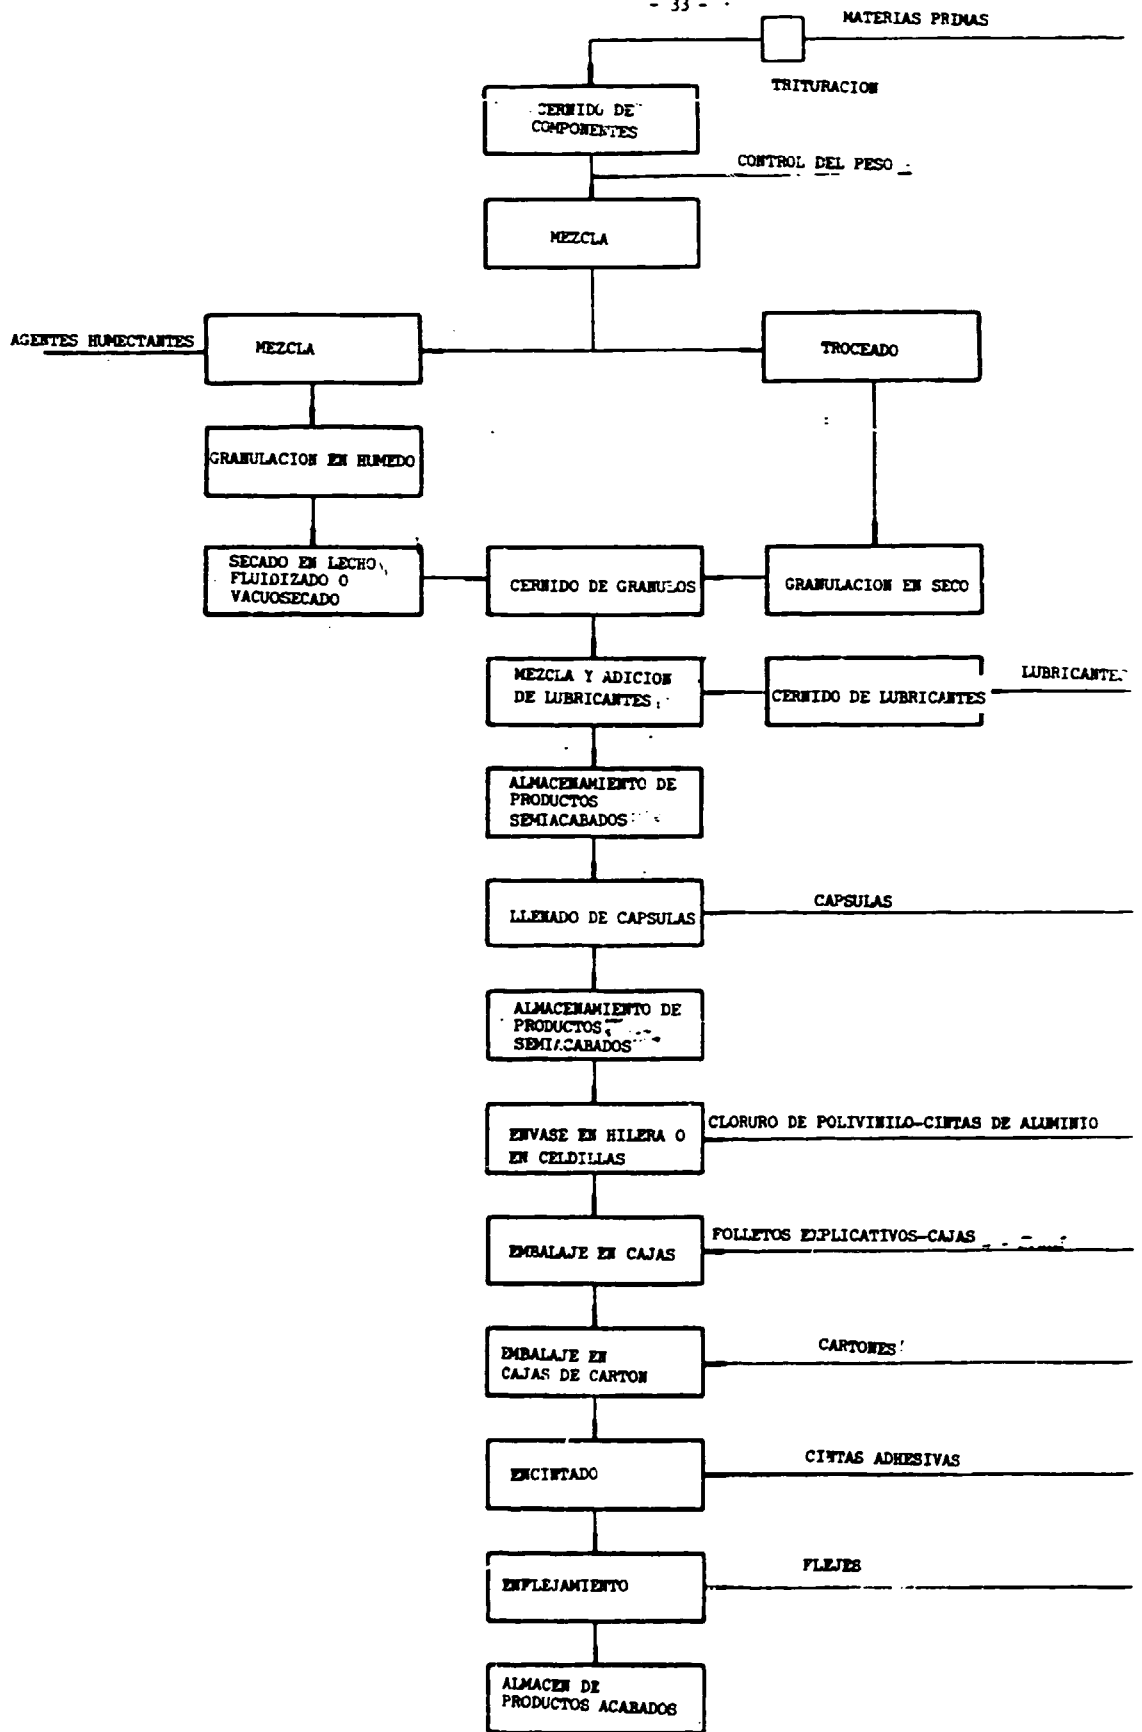 - 33 -
MATERIAS PRIMAS
TRITURACION
CERNIDO DE
COMPONENTES
CONTROL DEL PESO
MEZCLA
AGENTES HUMECTANTES
MEZCLA
TROCEADO
GRANULACION EN HUMEDO
SECADO EN LECHO
FLUIDIZADO O
VACUOSECADO
CERNIDO DE GRANULOS
GRANULACION EN SECO
MEZCLA Y ADICION
DE LUBRICANTES
CERNIDO DE LUBRICANTES
LUBRICANTES
ALMACENAMIENTO DE
PRODUCTOS
SEMIACABADOS
LLENADO DE CAPSULAS
CAPSULAS
ALMACENAMIENTO DE
PRODUCTOS
SEMIACABADOS
ENVASE EN HILERA O
EN CELDILLAS
CLORURO DE POLIVINILO-CINTAS DE ALUMINIO
EMBALAJE EN CAJAS
FOLLETOS EXPLICATIVOS-CAJAS
EMBALAJE EN
CAJAS DE CARTON
CARTONES
ENCINTADO
CINTAS ADHESIVAS
ENFLEJAMIENTO
FLEJES
ALMACEN DE
PRODUCTOS ACABADOS